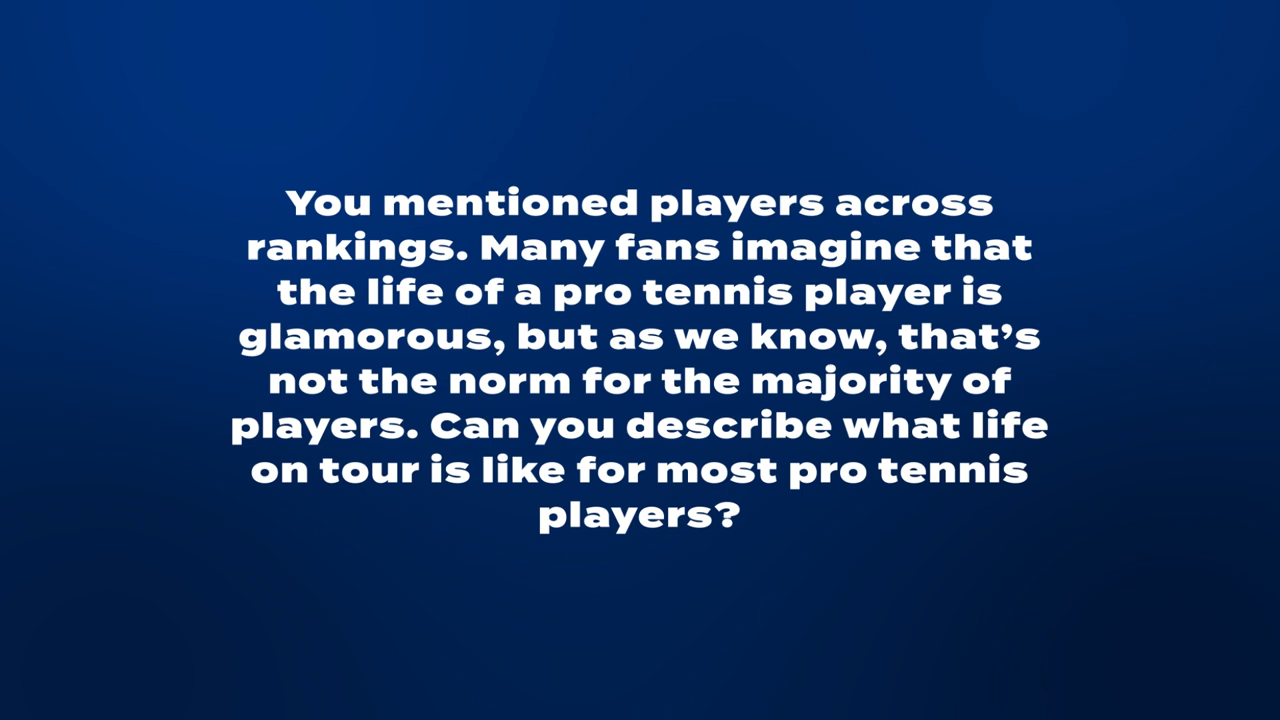 You mentioned players across
rankings. Many fans imagine that
the life of a pro tennis player is
glamorous, but as we know, that’s
not the norm for the majority of
players. Can you describe what life
on tour is like for most pro tennis
players?